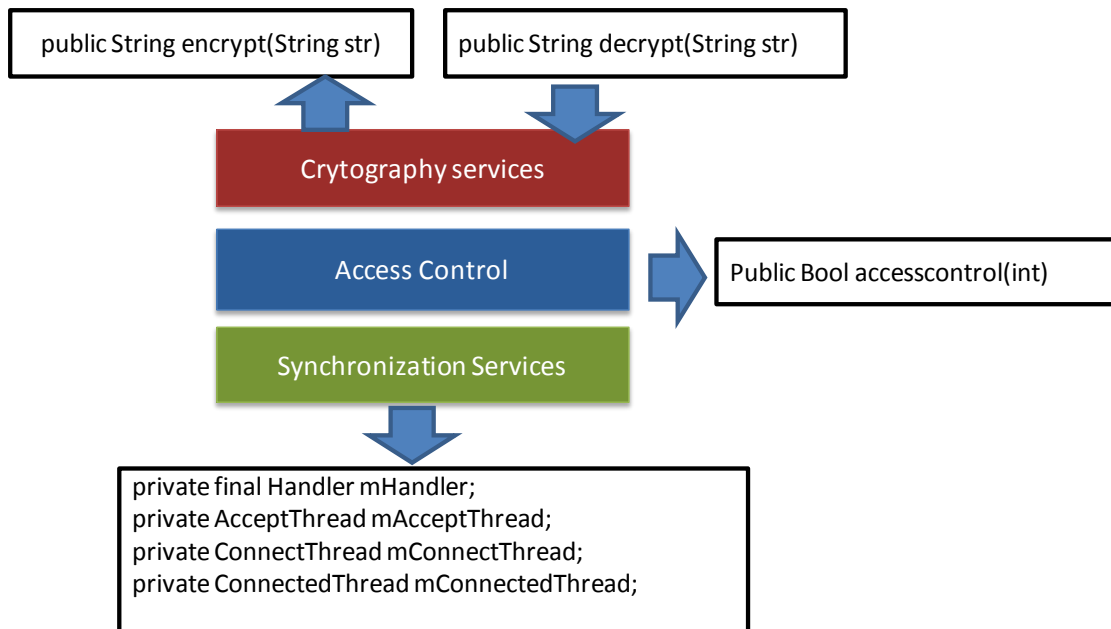 public String encrypt(String str)
public String decrypt(String str)
Crytography services
Access Control
Public Bool accesscontrol(int)
Synchronization Services
private final Handler mHandler;
private AcceptThread mAcceptThread;
private ConnectThread mConnectThread;
private ConnectedThread mConnectedThread;